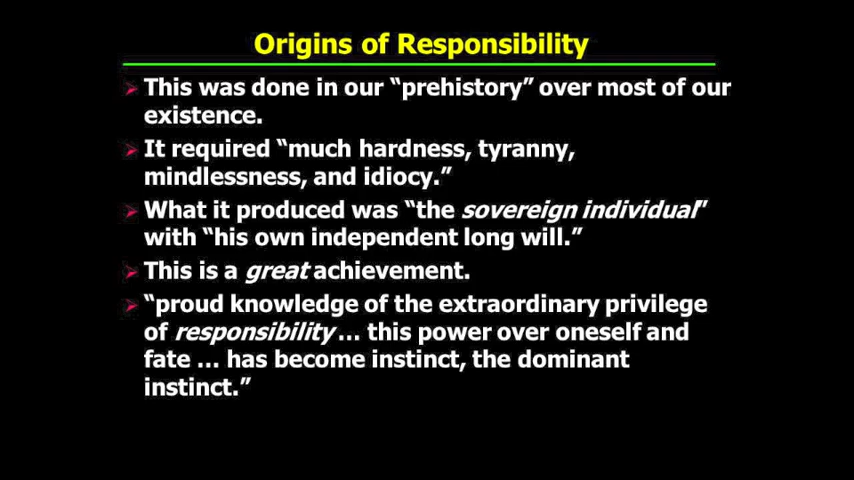 Origins of Responsibility
This was done in our “prehistory” over most of our
existence.
It required “much hardness, tyranny,
mindlessness, and idiocy.”
What it produced was “the sovereign individual”
with “his own independent long will.”
This is a great achievement.
“proud knowledge of the extraordinary privilege
of responsibility … this power over oneself and
fate … has become instinct, the dominant
instinct.”